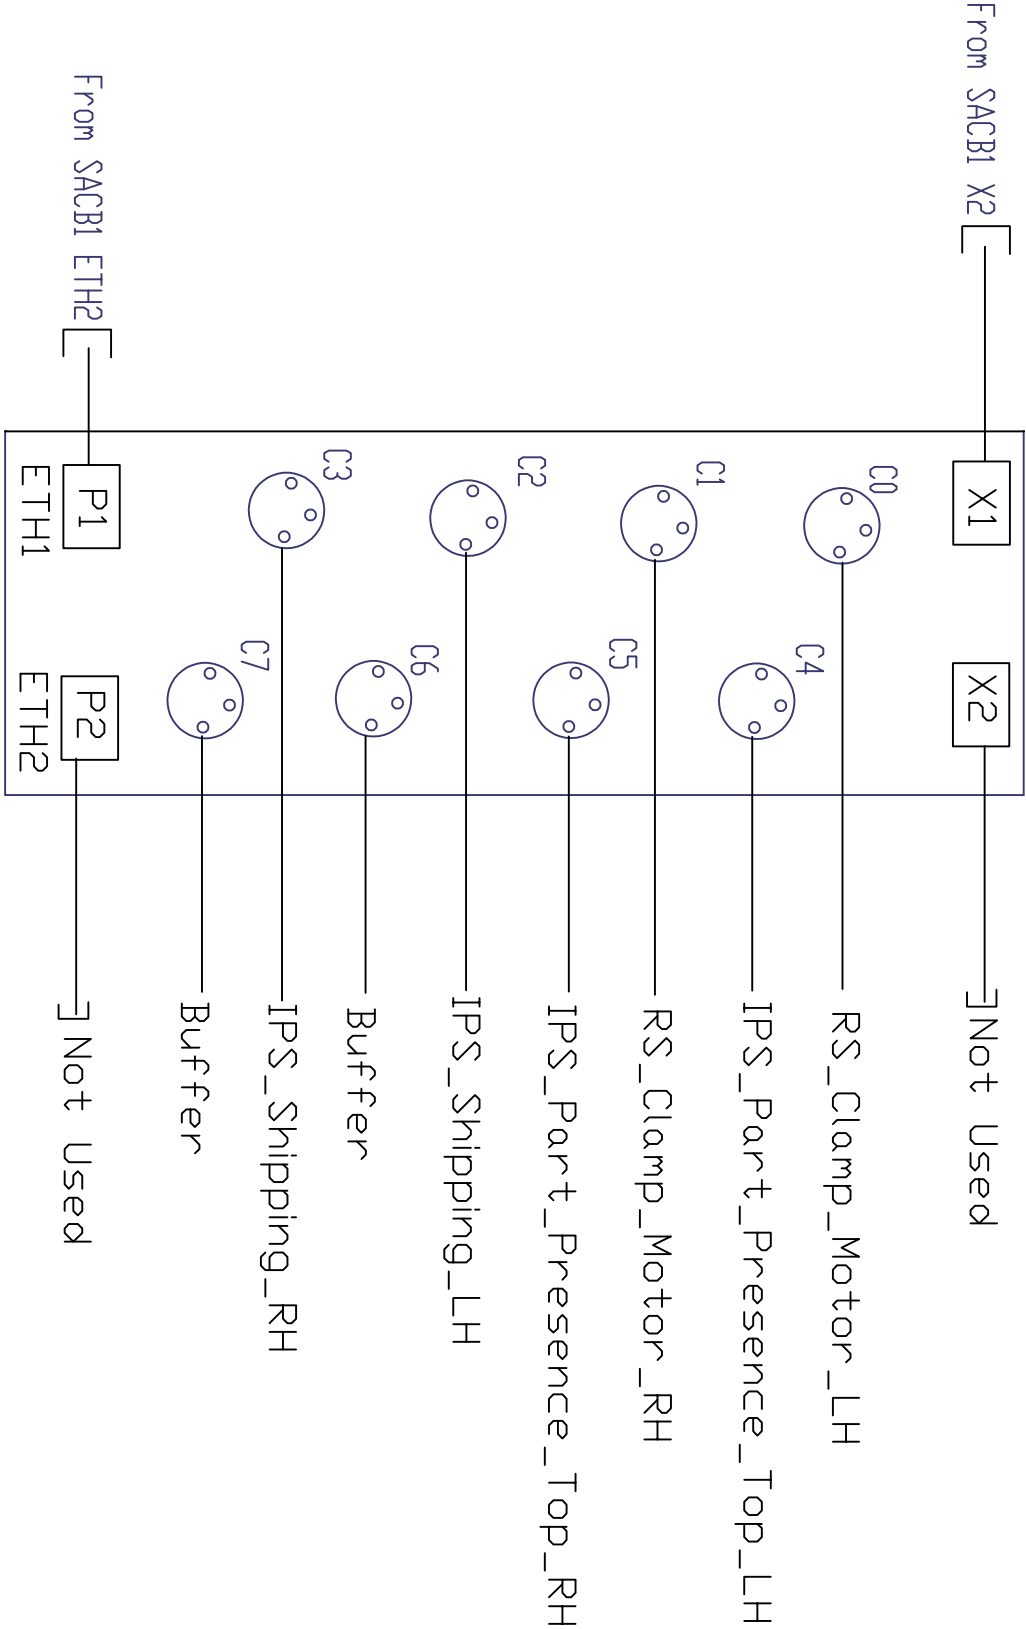 From SACB1 X2
X1
X2
Not Used
C0
RS_Clamp_Motor_LH
C4
IPS_Part_Presence_Top_LH
C1
RS_Clamp_Motor_RH
C5
IPS_Part_Presence_Top_RH
C2
IPS_Shipping_LH
C6
Buffer
C3
IPS_Shipping_RH
C7
Buffer
From SACB1 ETH2
P1
P2
Not Used
ETH1
ETH2